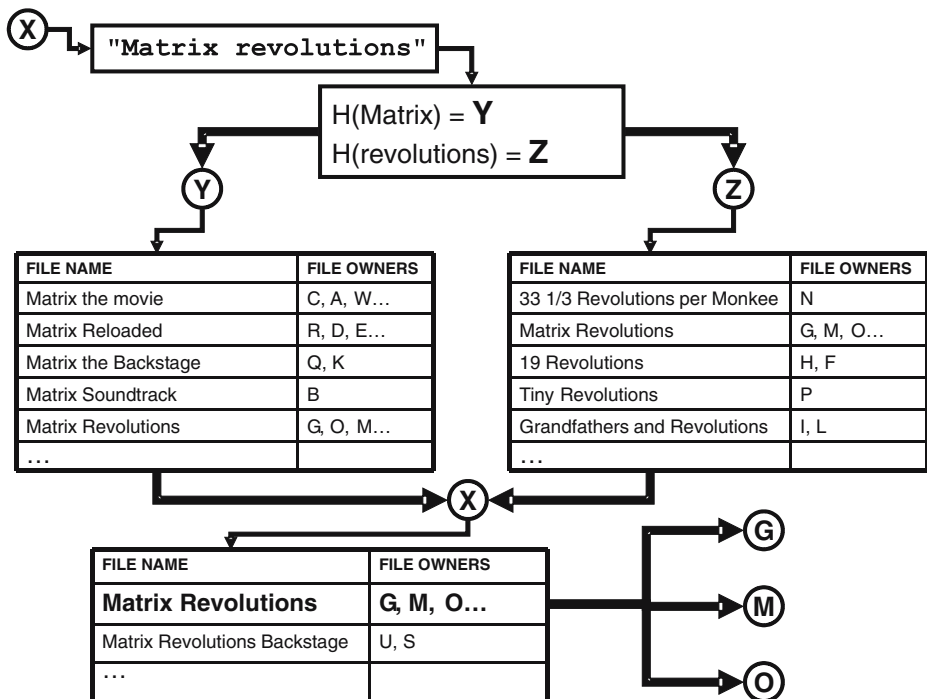 X
"Matrix revolutions"
H(Matrix) = Y
H(revolutions) = Z
Y
Z
FILE NAME FILE OWNERS
Matrix the movie C, A, W...
Matrix Reloaded R, D, E...
Matrix the Backstage Q, K
Matrix Soundtrack B
Matrix Revolutions G, O, M...
...
FILE NAME FILE OWNERS
33 1/3 Revolutions per Monkee N
Matrix Revolutions G, M, O...
19 Revolutions H, F
Tiny Revolutions P
Grandfathers and Revolutions I, L
...
X
FILE NAME FILE OWNERS
Matrix Revolutions G, M, O...
Matrix Revolutions Backstage U, S
...
G
M
O